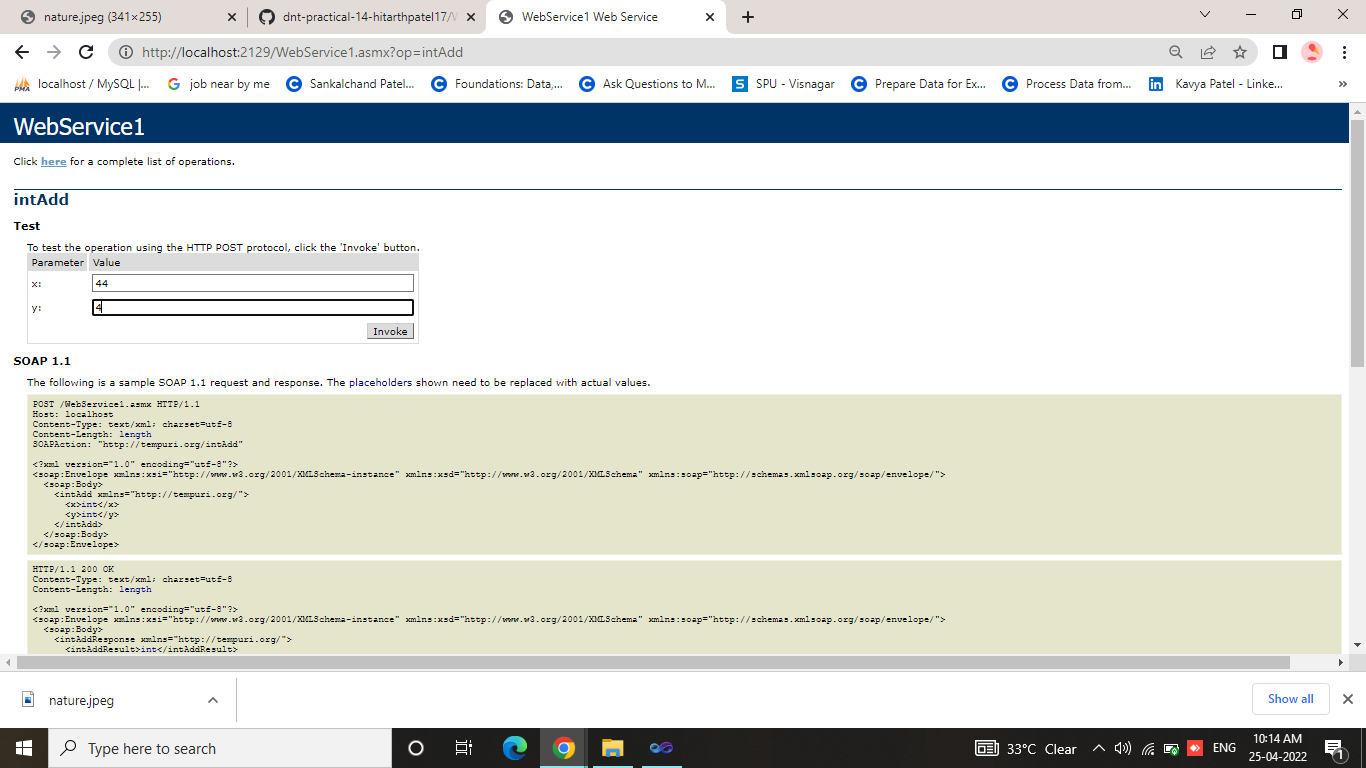 nature.jpeg (341×255)
dnt-practical-14-hitarthpatel17/W
WebService1 Web Service
http://localhost:2129/WebService1.asmx?op=intAdd
localhost / MySQL |...
job near by me
Sankalchand Patel...
Foundations: Data,...
Ask Questions to M...
SPU - Visnagar
Prepare Data for Ex...
Process Data from...
Kavya Patel - Linke...
WebService1
Click here for a complete list of operations.
intAdd
Test
To test the operation using the HTTP POST protocol, click the 'Invoke' button.
Parameter Value
x: 44
y: 4
Invoke
SOAP 1.1
The following is a sample SOAP 1.1 request and response. The placeholders shown need to be replaced with actual values.
POST /WebService1.asmx HTTP/1.1
Host: localhost
Content-Type: text/xml; charset=utf-8
Content-Length: length
SOAPAction: "http://tempuri.org/intAdd"
<?xml version="1.0" encoding="utf-8"?>
<soap:Envelope xmlns:xsi="http://www.w3.org/2001/XMLSchema-instance" xmlns:xsd="http://www.w3.org/2001/XMLSchema" xmlns:soap="http://schemas.xmlsoap.org/soap/envelope/">
<soap:Body>
<intAdd xmlns="http://tempuri.org/">
<x>int</x>
<y>int</y>
</intAdd>
</soap:Body>
</soap:Envelope>
HTTP/1.1 200 OK
Content-Type: text/xml; charset=utf-8
Content-Length: length
<?xml version="1.0" encoding="utf-8"?>
<soap:Envelope xmlns:xsi="http://www.w3.org/2001/XMLSchema-instance" xmlns:xsd="http://www.w3.org/2001/XMLSchema" xmlns:soap="http://schemas.xmlsoap.org/soap/envelope/">
<soap:Body>
<intAddResponse xmlns="http://tempuri.org/">
<intAddResult>int</intAddResult>
nature.jpeg
Show all
Type here to search
33°C Clear
ENG
10:14 AM
25-04-2022
1